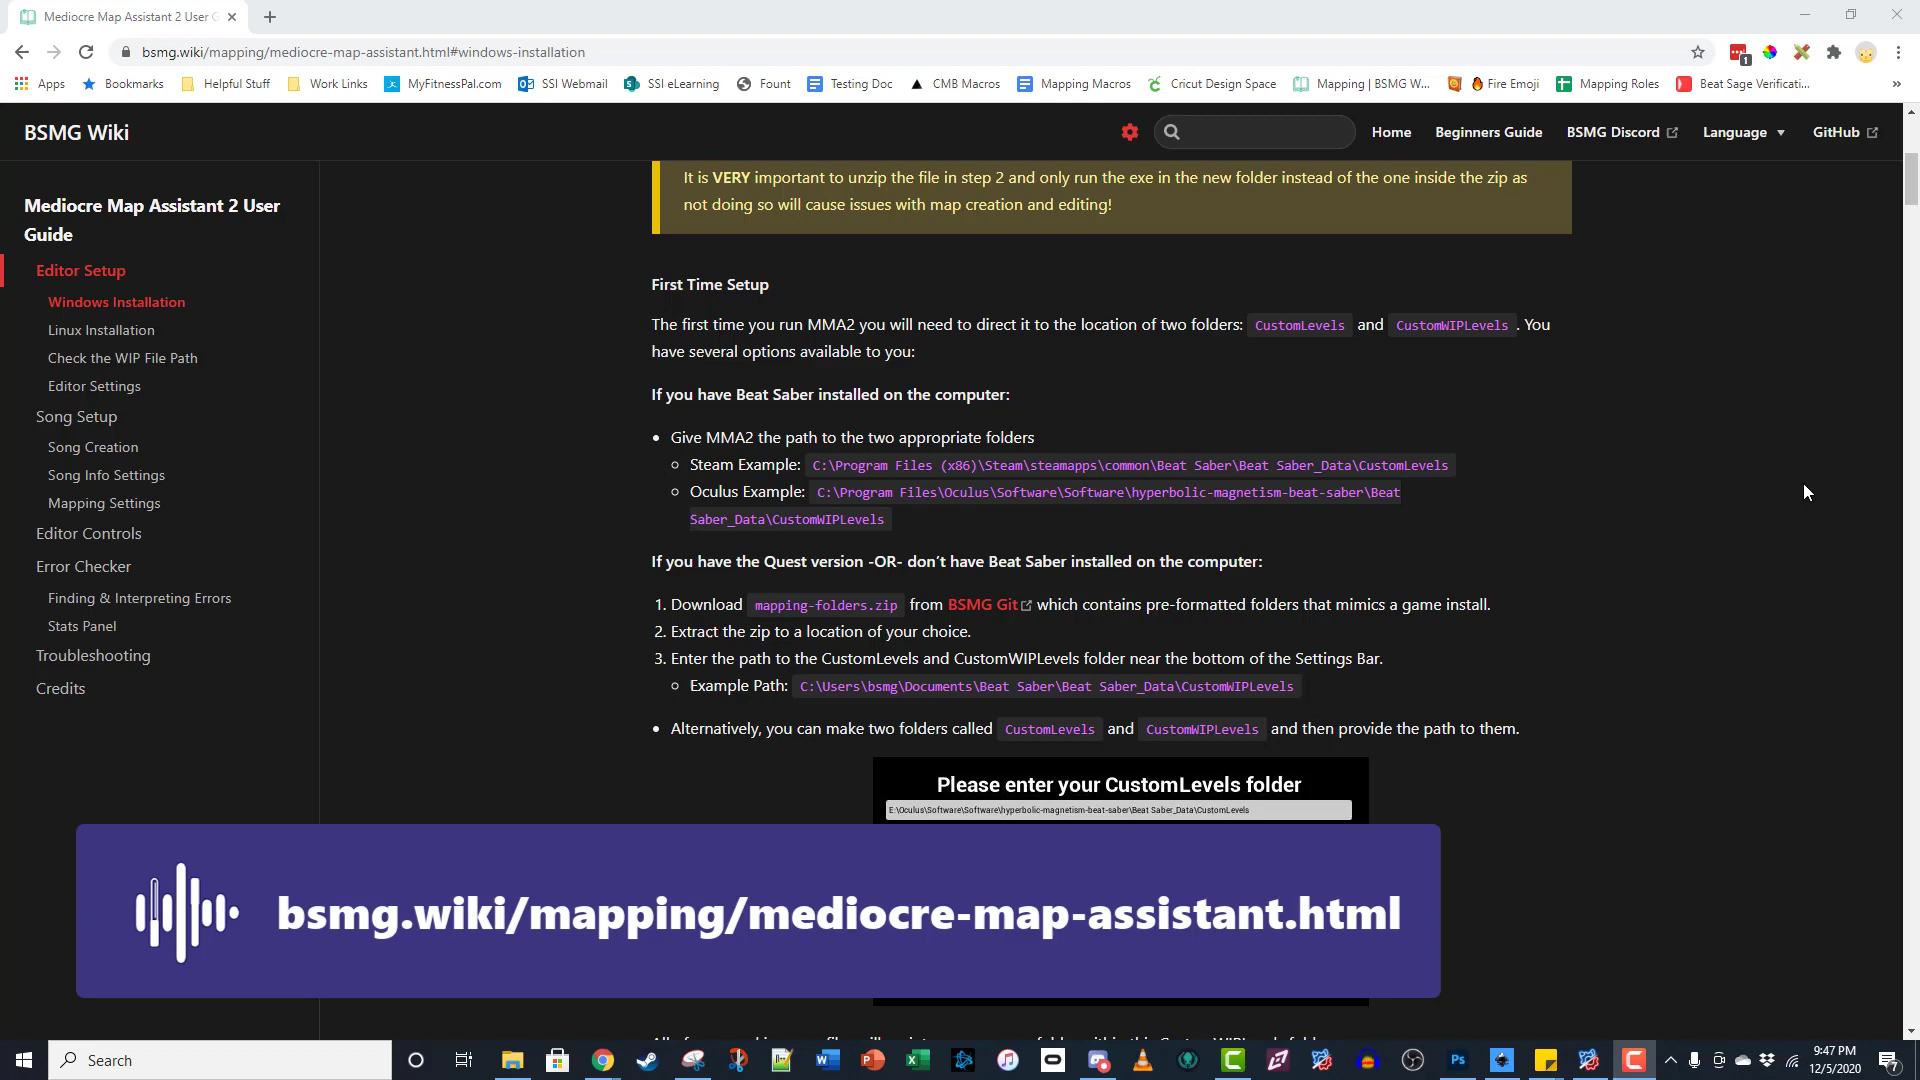 Mediocre Map Assistant 2 User G
bsmg.wiki/mapping/mediocre-map-assistant.html#windows-installation
1
Apps
Bookmarks
Helpful Stuff
Work Links
MyFitnessPal.com
SSI Webmail
SSI eLearning
Fount
Testing Doc
CMB Macros
Mapping Macros
Cricut Design Space
Mapping | BSMG W...
Fire Emoji
Mapping Roles
Beat Sage Verificati...
»
BSMG Wiki
Home
Beginners Guide
BSMG Discord
Language
GitHub
Mediocre Map Assistant 2 User
Guide
Editor Setup
Windows Installation
Linux Installation
Check the WIP File Path
Editor Settings
Song Setup
Song Creation
Song Info Settings
Mapping Settings
Editor Controls
Error Checker
Finding & Interpreting Errors
Stats Panel
Troubleshooting
Credits
It is VERY important to unzip the file in step 2 and only run the exe in the new folder instead of the one inside the zip as
not doing so will cause issues with map creation and editing!
First Time Setup
The first time you run MMA2 you will need to direct it to the location of two folders: CustomLevels and CustomWIPLevels . You
have several options available to you:
If you have Beat Saber installed on the computer:
• Give MMA2 the path to the two appropriate folders
○ Steam Example: C:\Program Files (x86)\Steam\steamapps\common\Beat Saber\Beat Saber_Data\CustomLevels
○ Oculus Example: C:\Program Files\Oculus\Software\Software\hyperbolic-magnetism-beat-saber\Beat
Saber_Data\CustomWIPLevels
If you have the Quest version -OR- don’t have Beat Saber installed on the computer:
1. Download mapping-folders.zip from BSMG Git which contains pre-formatted folders that mimics a game install.
2. Extract the zip to a location of your choice.
3. Enter the path to the CustomLevels and CustomWIPLevels folder near the bottom of the Settings Bar.
○ Example Path: C:\Users\bsmg\Documents\Beat Saber\Beat Saber_Data\CustomWIPLevels
• Alternatively, you can make two folders called CustomLevels and CustomWIPLevels and then provide the path to them.
Please enter your CustomLevels folder
E:\Oculus\Software\Software\hyperbolic-magnetism-beat-saber\Beat Saber_Data\CustomLevels
bsmg.wiki/mapping/mediocre-map-assistant.html
Search
9:47 PM
12/5/2020
7